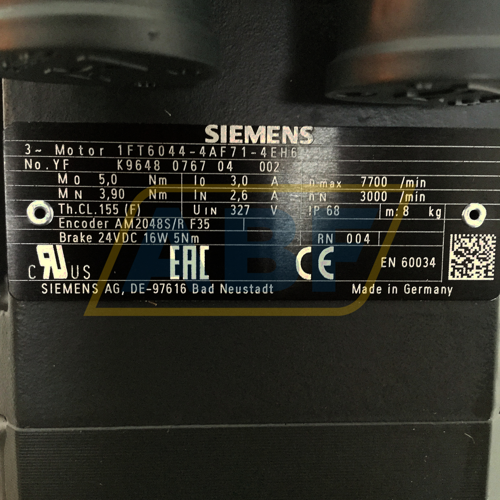 SIEMENS
3~ Motor 1FT6044-4AF71-4EH6
No. YF K9648 0767 04 002
M0 5,0 Nm I0 3,0 A nmax 7700 /min
MN 3,90 Nm IN 2,6 A nN 3000 /min
Th.CL.155 (F) UIN 327 V IP 68 m: 8 kg
Encoder AM2048S/R F35
Brake 24VDC 16W 5Nm RN 004
C RU US EAC CE EN 60034
SIEMENS AG, DE-97616 Bad Neustadt Made in Germany
ABF